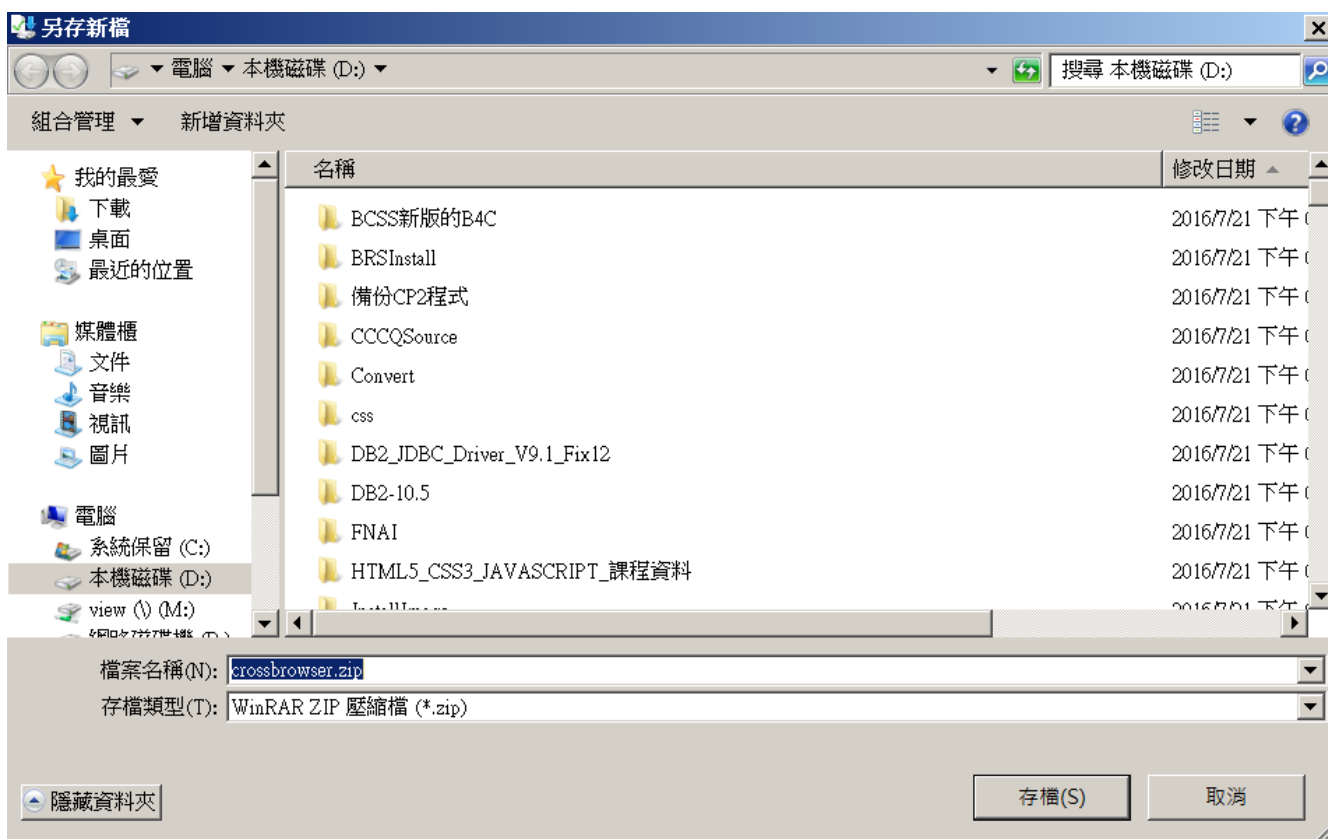 另存新檔
電腦 本機磁碟 (D:)
搜尋 本機磁碟 (D:)
組合管理 新增資料夾
我的最愛
下載
桌面
最近的位置
媒體櫃
文件
音樂
視訊
圖片
電腦
系統保留 (C:)
本機磁碟 (D:)
view (\) (M:)
名稱 修改日期
BCSS新版的B4C 2016/7/21 下午
BRSInstall 2016/7/21 下午
備份CP2程式 2016/7/21 下午
CCCQSource 2016/7/21 下午
Convert 2016/7/21 下午
css 2016/7/21 下午
DB2_JDBC_Driver_V9.1_Fix12 2016/7/21 下午
DB2-10.5 2016/7/21 下午
FNAI 2016/7/21 下午
HTML5_CSS3_JAVASCRIPT_課程資料 2016/7/21 下午
檔案名稱(N): crossbrowser.zip
存檔類型(T): WinRAR ZIP 壓縮檔 (*.zip)
隱藏資料夾
存檔(S) 取消